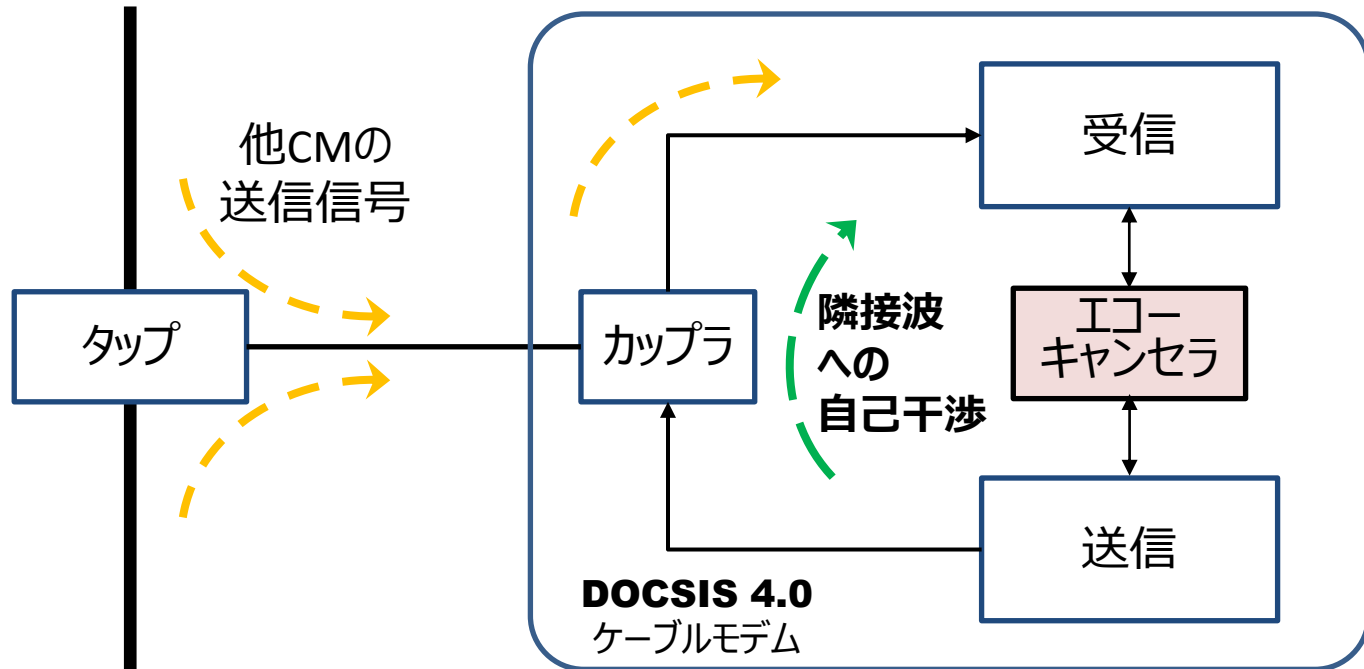 他CMの
送信信号
タップ
カップラ
受信
隣接波
への
自己干渉
エコー
キャンセラ
送信
DOCSIS 4.0
ケーブルモデム